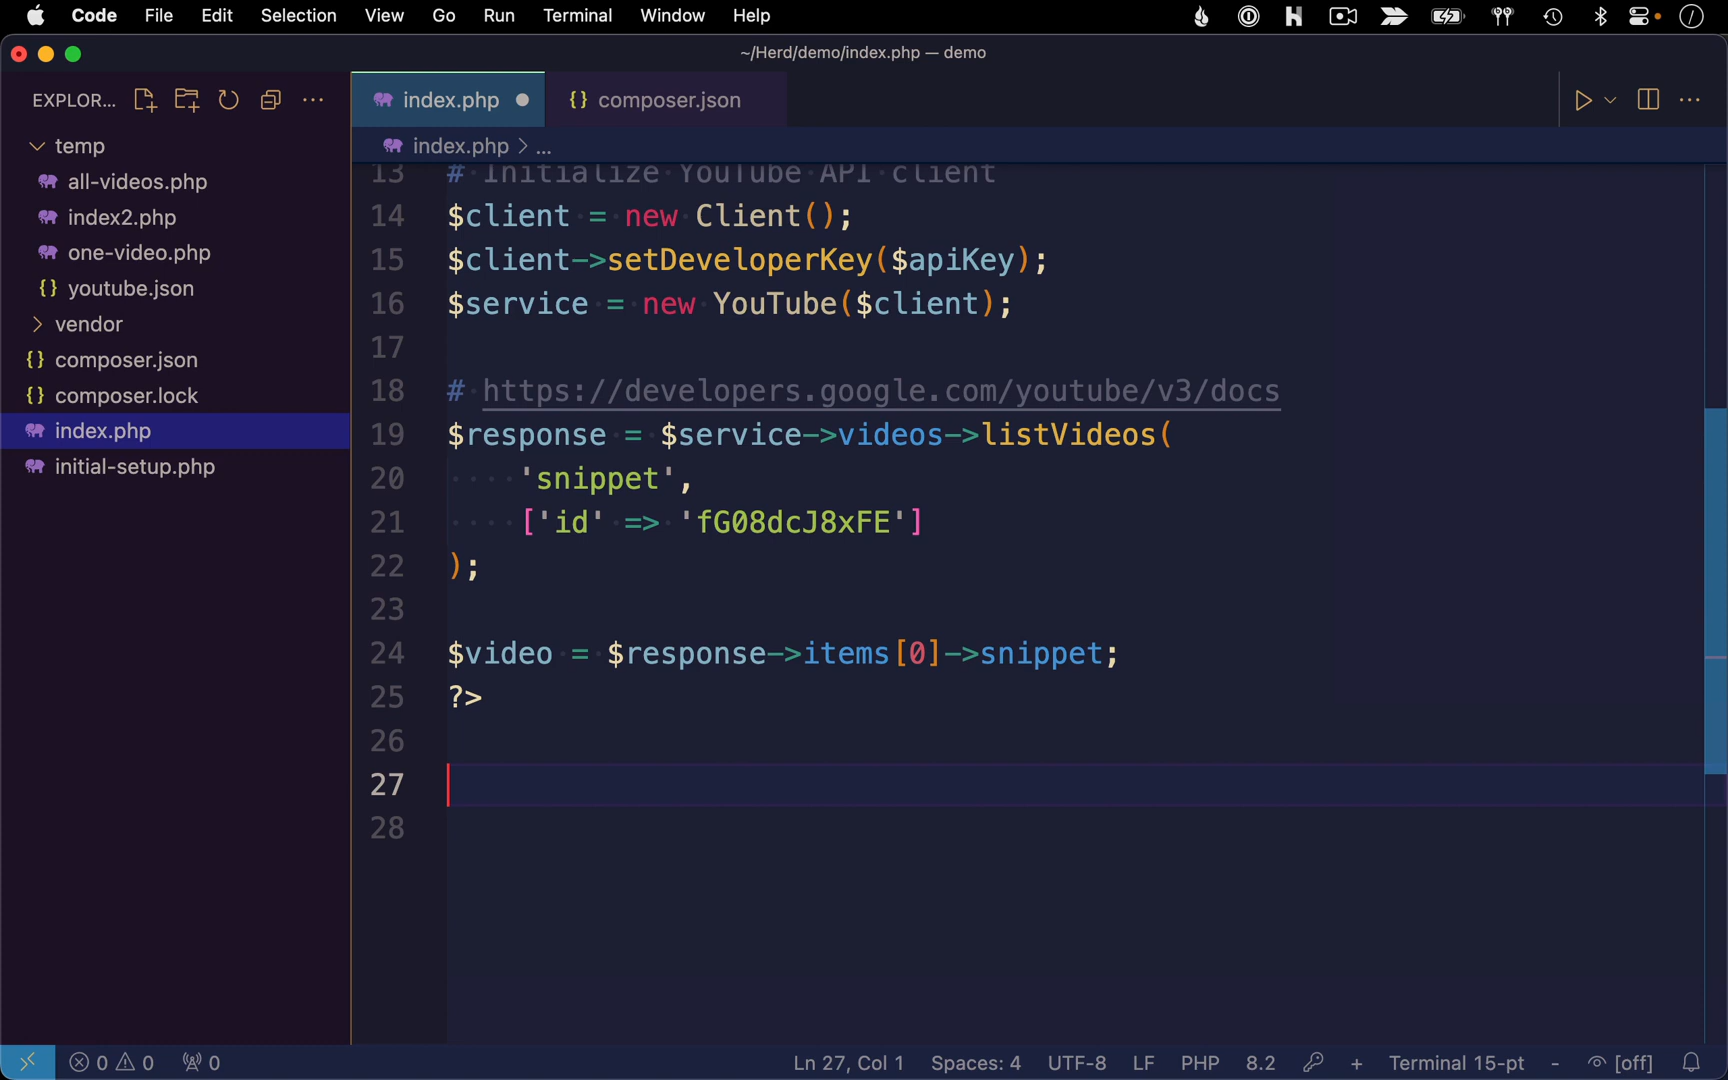 Code File Edit Selection View Go Run Terminal Window Help
~/Herd/demo/index.php — demo
EXPLOR...
index.php
{} composer.json
temp
index.php > ...
all-videos.php
index2.php
one-video.php
{} youtube.json
vendor
{} composer.json
{} composer.lock
index.php
initial-setup.php
13 # Initialize YouTube API client
14 $client = new Client();
15 $client->setDeveloperKey($apiKey);
16 $service = new YouTube($client);
17
18 # https://developers.google.com/youtube/v3/docs
19 $response = $service->videos->listVideos(
20 'snippet',
21 ['id' => 'fG08dcJ8xFE']
22 );
23
24 $video = $response->items[0]->snippet;
25 ?>
26
27
28
0 0 0 Ln 27, Col 1 Spaces: 4 UTF-8 LF PHP 8.2 + Terminal 15-pt - [off]